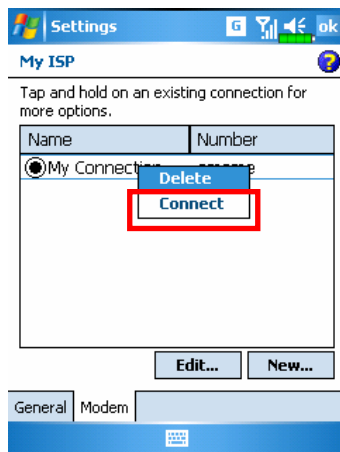 Settings G ok
My ISP ?
Tap and hold on an existing connection for
more options.
Name Number
My Connection
Delete
Connect
Edit... New...
General Modem